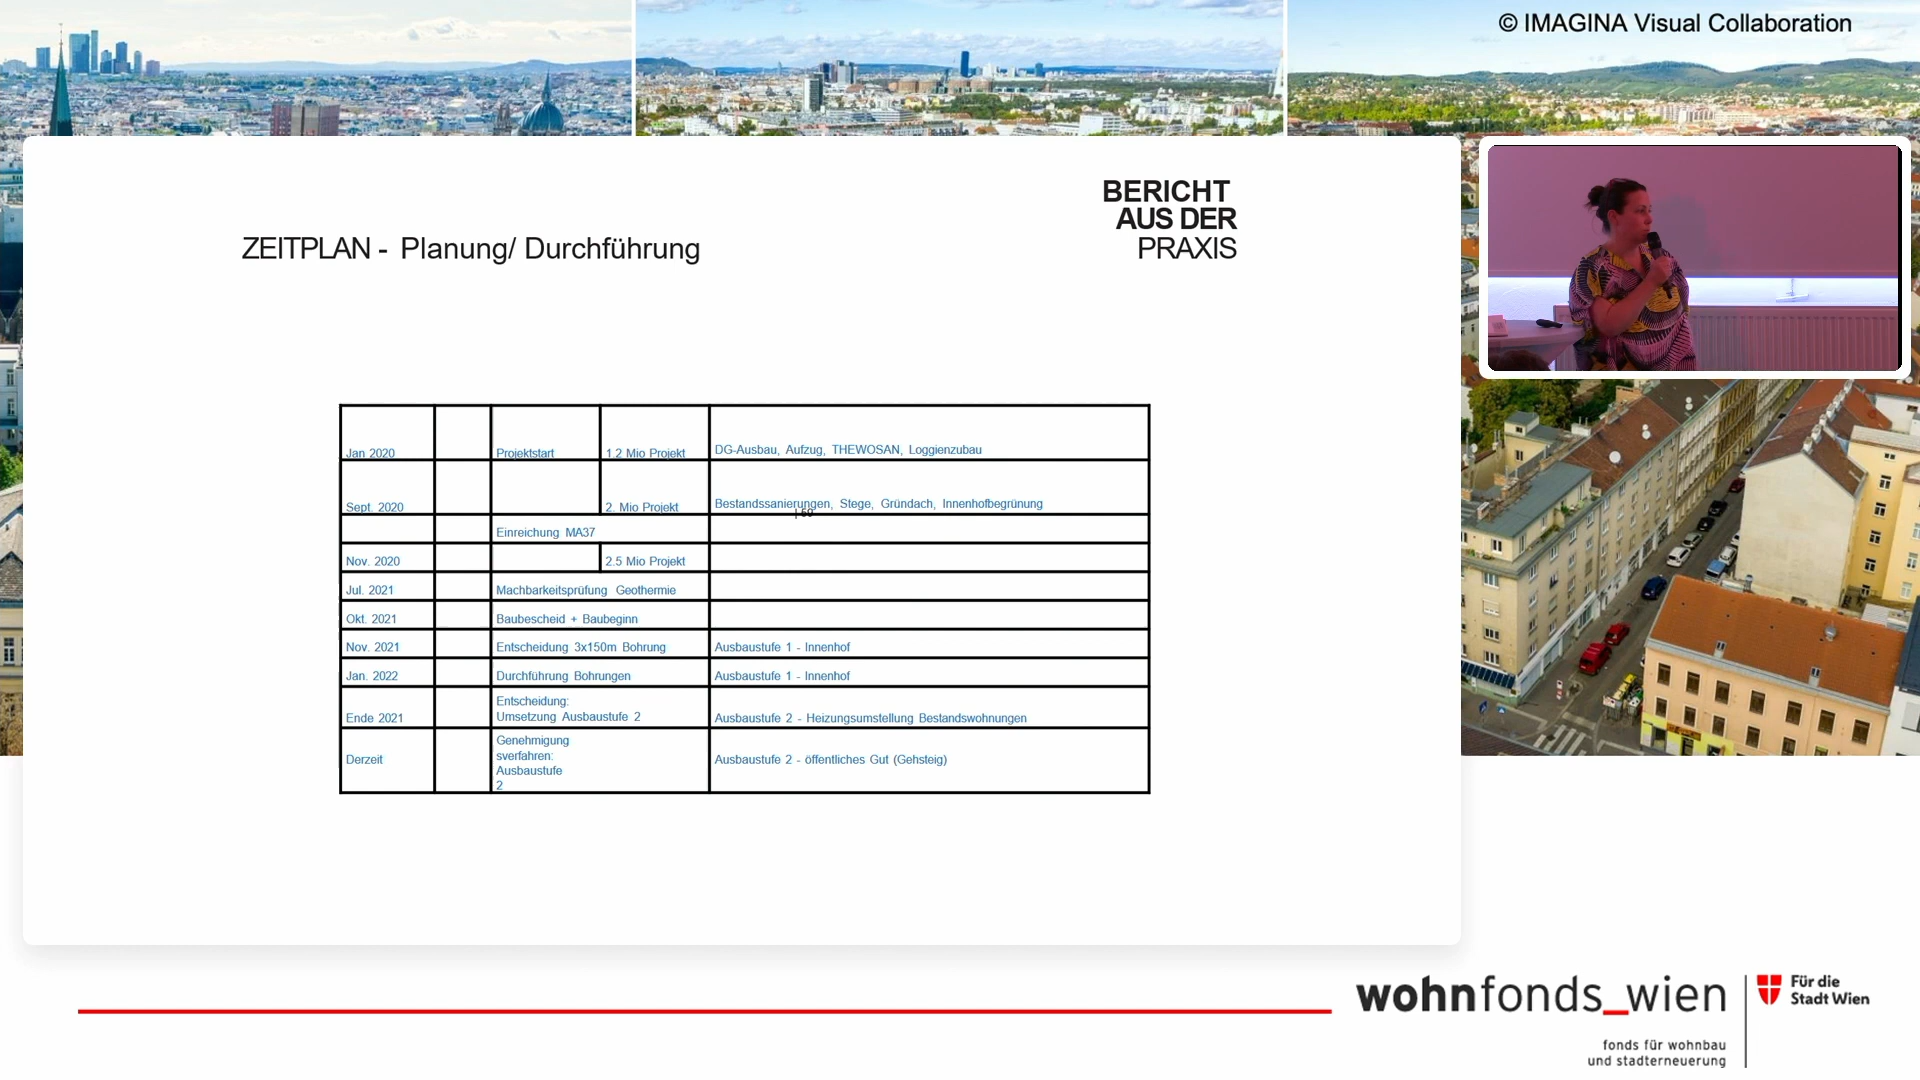 © IMAGINA Visual Collaboration
BERICHT
AUS DER
PRAXIS
ZEITPLAN - Planung/ Durchführung
Jan 2020 Projektstart 1.2 Mio Projekt DG-Ausbau, Aufzug, THEWOSAN, Loggienzubau
Sept. 2020 2. Mio Projekt Bestandssanierungen, Stege, Gründach, Innenhofbegrünung
Einreichung MA37
Nov. 2020 2.5 Mio Projekt
Jul. 2021 Machbarkeitsprüfung Geothermie
Okt. 2021 Baubescheid + Baubeginn
Nov. 2021 Entscheidung 3x150m Bohrung Ausbaustufe 1 - Innenhof
Jan. 2022 Durchführung Bohrungen Ausbaustufe 1 - Innenhof
Entscheidung:
Ende 2021 Umsetzung Ausbaustufe 2 Ausbaustufe 2 - Heizungsumstellung Bestandswohnungen
Genehmigung
sverfahren:
Derzeit Ausbaustufe 2 - öffentliches Gut (Gehsteig)
Ausbaustufe
2
wohnfonds_wien
fonds für wohnbau
und stadterneuerung
Für die
Stadt Wien